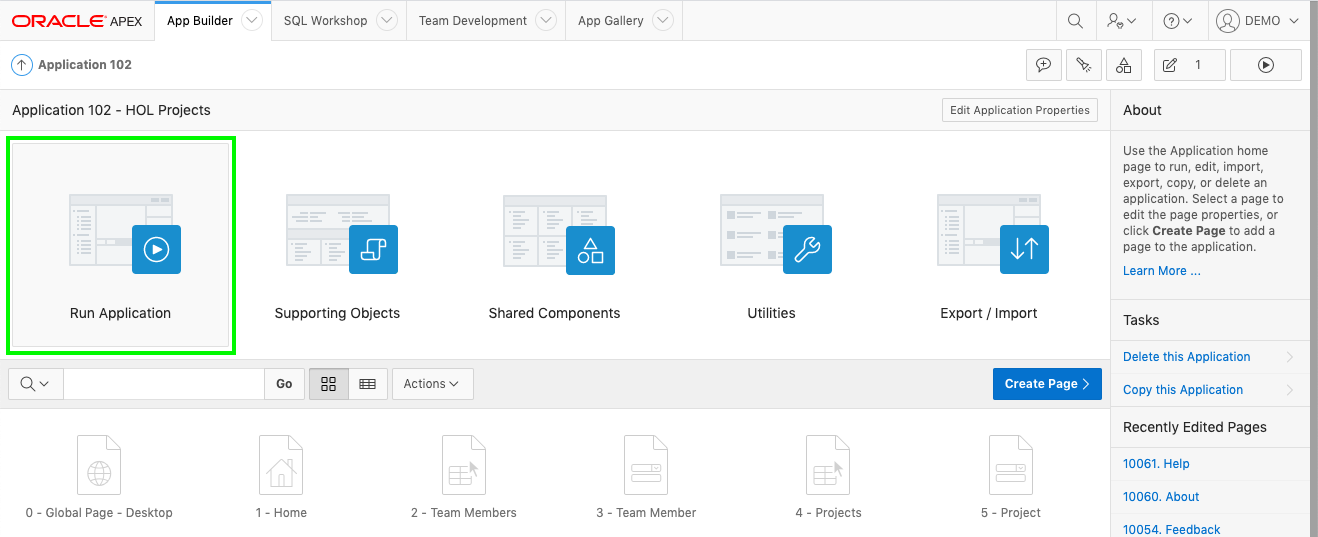 ORACLE APEX
App Builder
SQL Workshop
Team Development
App Gallery
DEMO
Application 102
1
Application 102 - HOL Projects
Edit Application Properties
Run Application
Supporting Objects
Shared Components
Utilities
Export / Import
Go
Actions
Create Page
0 - Global Page - Desktop
1 - Home
2 - Team Members
3 - Team Member
4 - Projects
5 - Project
About
Use the Application home
page to run, edit, import,
export, copy, or delete an
application. Select a page to
edit the page properties, or
click Create Page to add a
page to the application.
Learn More ...
Tasks
Delete this Application
Copy this Application
Recently Edited Pages
10061. Help
10060. About
10054. Feedback